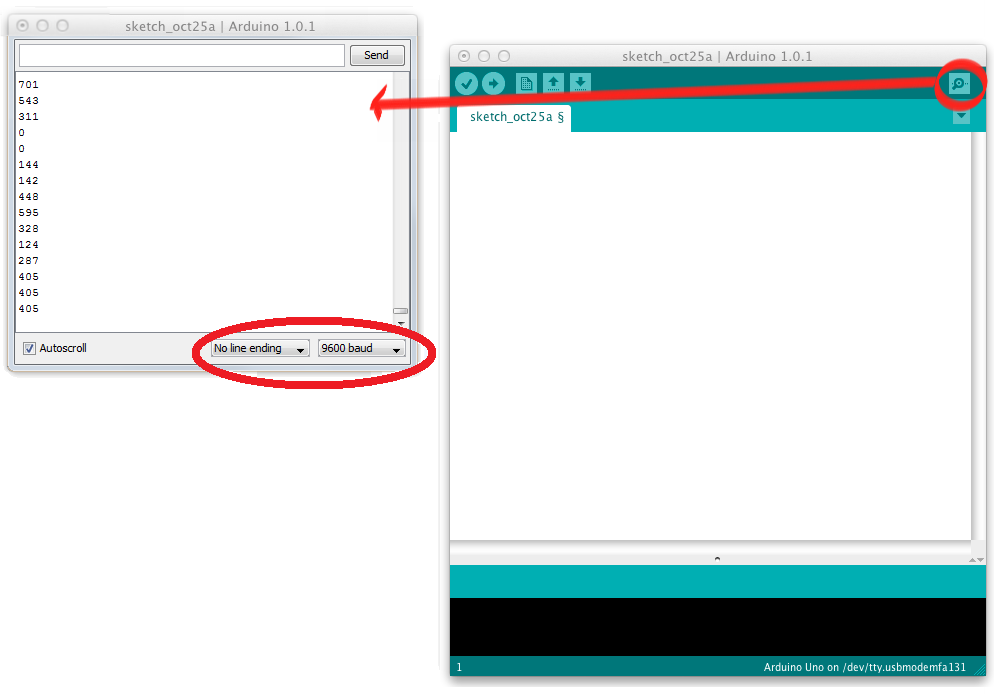 sketch_oct25a | Arduino 1.0.1
Send
701
543
311
0
0
144
142
448
595
328
124
287
405
405
405
Autoscroll
No line ending
9600 baud
sketch_oct25a | Arduino 1.0.1
sketch_oct25a §
1
Arduino Uno on /dev/tty.usbmodemfa131